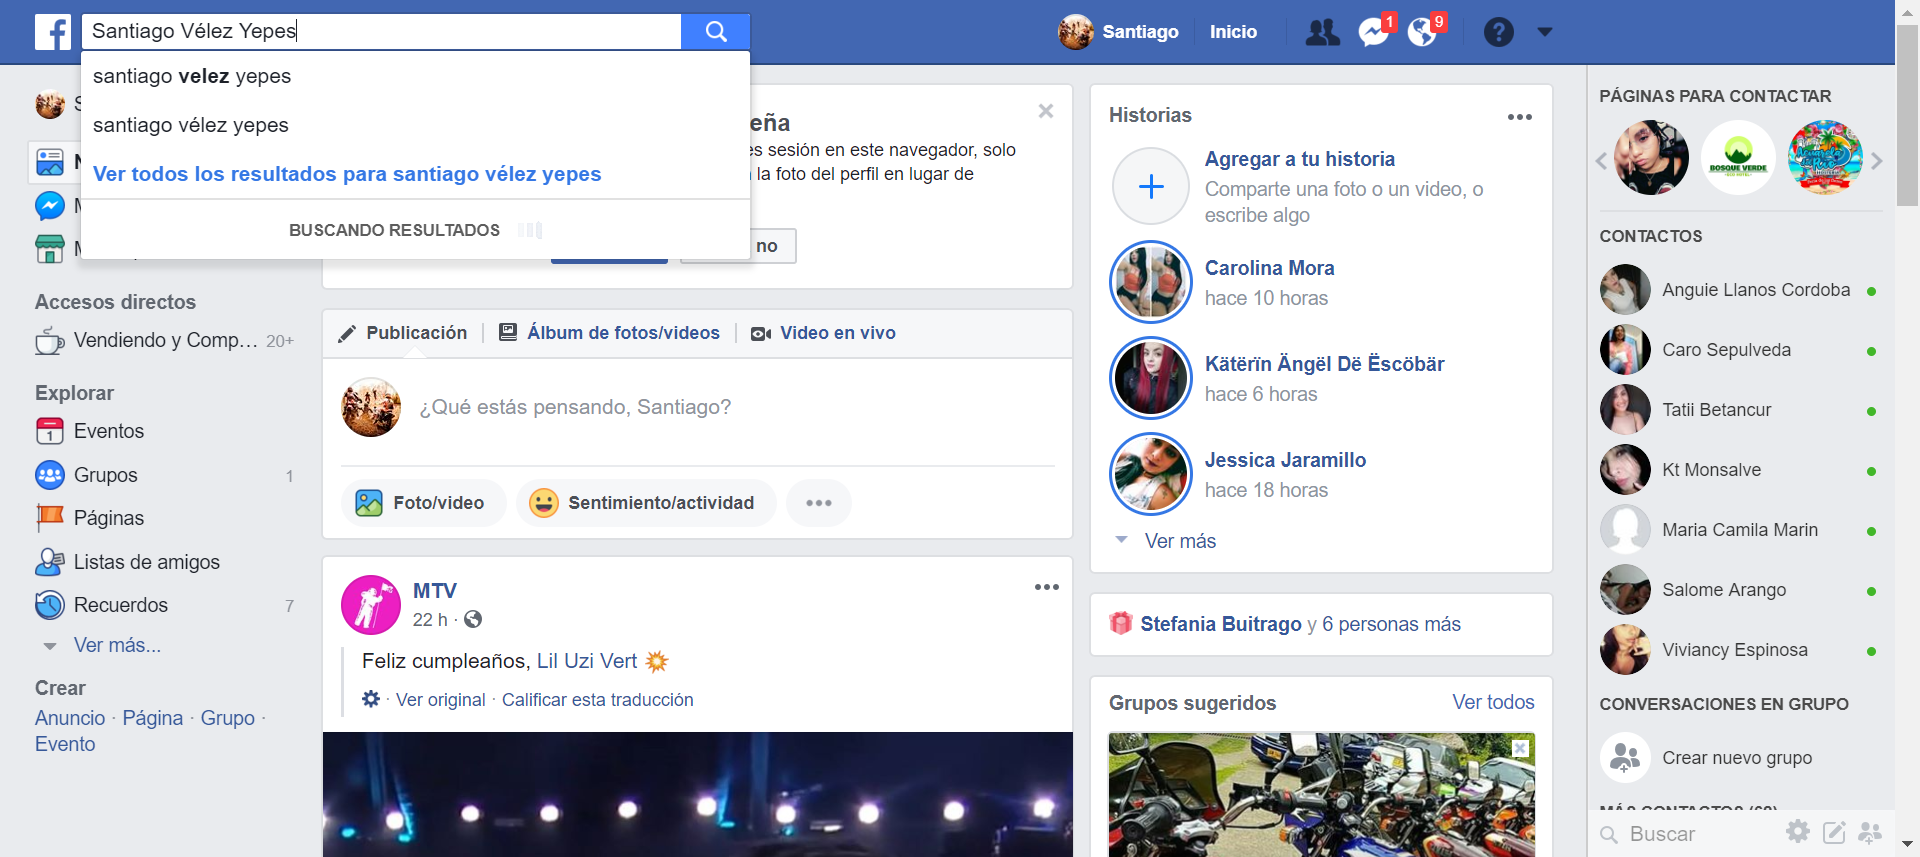 Santiago Vélez Yepes
Santiago
Inicio
1
9
santiago velez yepes
santiago vélez yepes
Ver todos los resultados para santiago vélez yepes
BUSCANDO RESULTADOS
S
N
M
M
Accesos directos
Vendiendo y Comp... 20+
Explorar
1 Eventos
Grupos 1
Páginas
Listas de amigos
Recuerdos 7
Ver más...
Crear
Anuncio · Página · Grupo ·
Evento
eña
es sesión en este navegador, solo
la foto del perfil en lugar de
no
Publicación
Álbum de fotos/videos
Video en vivo
¿Qué estás pensando, Santiago?
Foto/video
Sentimiento/actividad
MTV
22 h ·
Feliz cumpleaños, Lil Uzi Vert
· Ver original · Calificar esta traducción
Historias
Agregar a tu historia
Comparte una foto o un video, o
escribe algo
Carolina Mora
hace 10 horas
Kätërïn Ängël Dë Ëscöbär
hace 6 horas
Jessica Jaramillo
hace 18 horas
Ver más
Stefania Buitrago y 6 personas más
Grupos sugeridos
Ver todos
PÁGINAS PARA CONTACTAR
BOSQUE VERDE
CONTACTOS
Anguie Llanos Cordoba
Caro Sepulveda
Tatii Betancur
Kt Monsalve
Maria Camila Marin
Salome Arango
Viviancy Espinosa
CONVERSACIONES EN GRUPO
Crear nuevo grupo
MÁS CONTACTOS (69)
Buscar